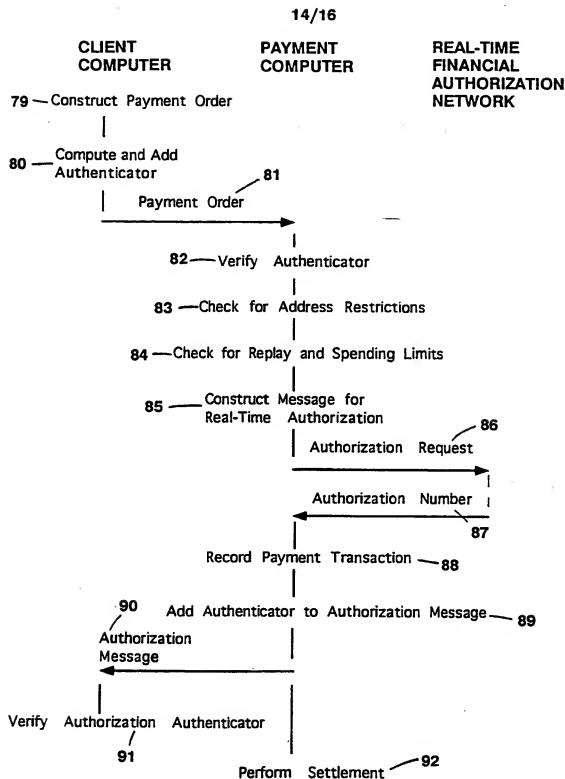 14/16
CLIENT
COMPUTER
PAYMENT
COMPUTER
REAL-TIME
FINANCIAL
AUTHORIZATION
NETWORK
79 Construct Payment Order
80 Compute and Add
Authenticator
81
Payment Order
82 Verify Authenticator
83 Check for Address Restrictions
84 Check for Replay and Spending Limits
85 Construct Message for
Real-Time Authorization
86
Authorization Request
Authorization Number
87
Record Payment Transaction 88
90
Add Authenticator to Authorization Message 89
Authorization
Message
Verify Authorization Authenticator
91
Perform Settlement 92